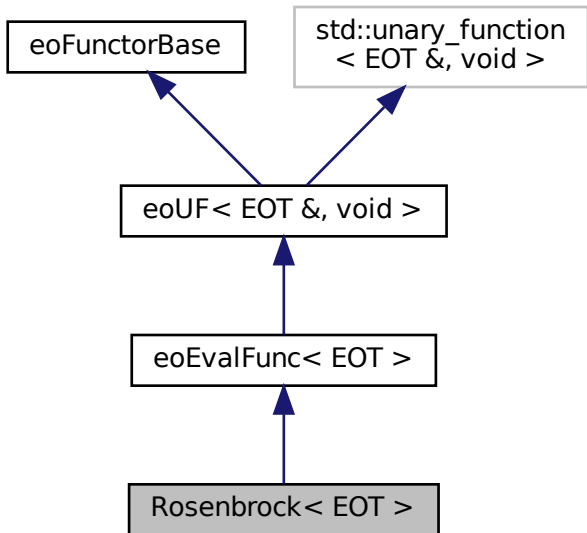 eoFunctorBase
std::unary_function
< EOT &, void >
eoUF< EOT &, void >
eoEvalFunc< EOT >
Rosenbrock< EOT >